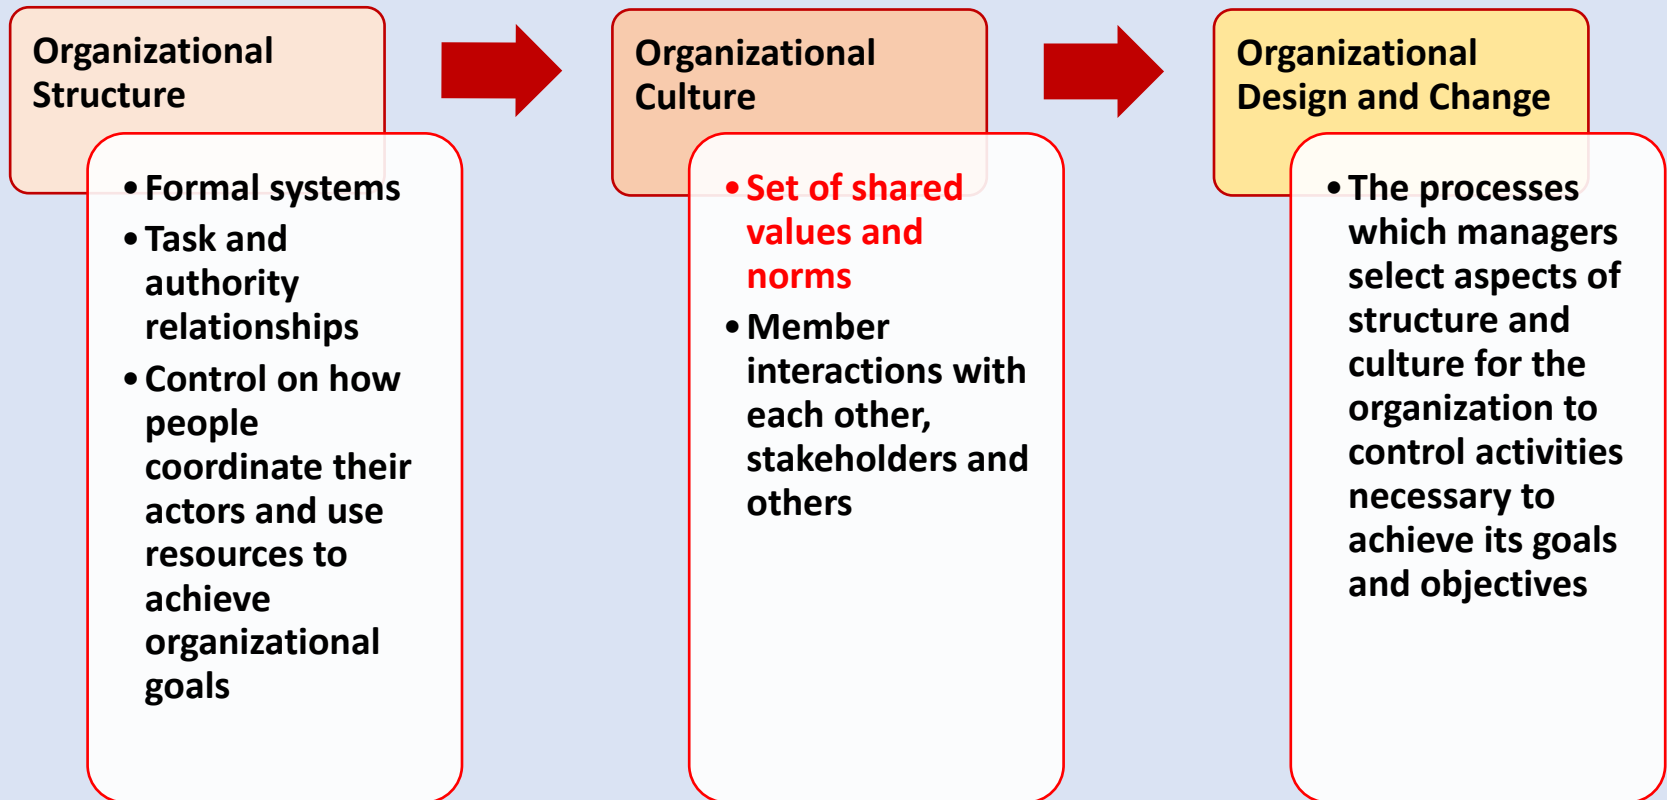 Organizational
Structure
• Formal systems
• Task and
authority
relationships
• Control on how
people
coordinate their
actors and use
resources to
achieve
organizational
goals
Organizational
Culture
• Set of shared
values and
norms
• Member
interactions with
each other,
stakeholders and
others
Organizational
Design and Change
• The processes
which managers
select aspects of
structure and
culture for the
organization to
control activities
necessary to
achieve its goals
and objectives